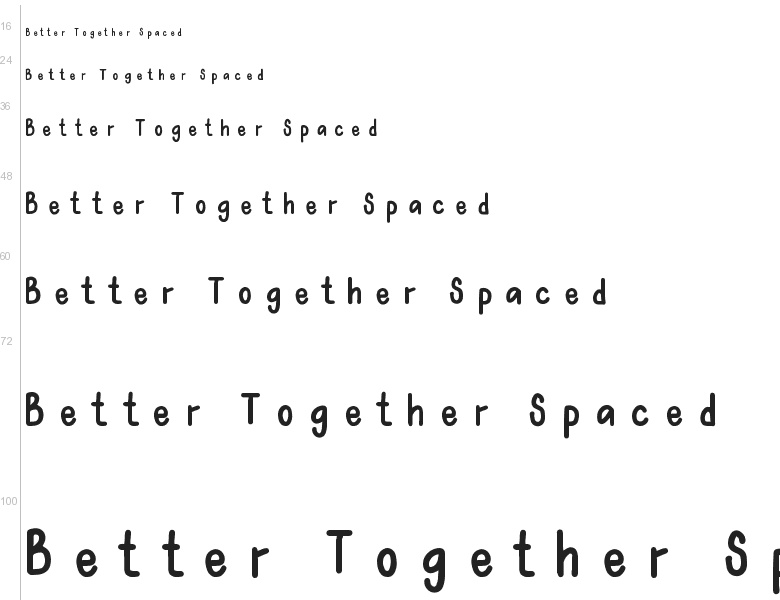 16
Better Together Spaced
24
Better Together Spaced
36
Better Together Spaced
48
Better Together Spaced
60
Better Together Spaced
72
Better Together Spaced
100
Better Together Sp